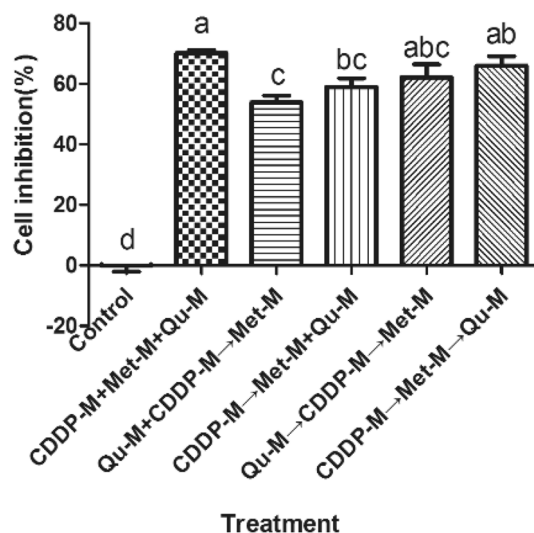 Cell inhibition(%)
80
60
40
20
0
-20
d
a
c
bc
abc
ab
Control
CDDP-M+Met-M+Qu-M
Qu-M+CDDP-M→Met-M
CDDP-M→Met-M+Qu-M
Qu-M→CDDP-M→Met-M
CDDP-M→Met-M→Qu-M
Treatment